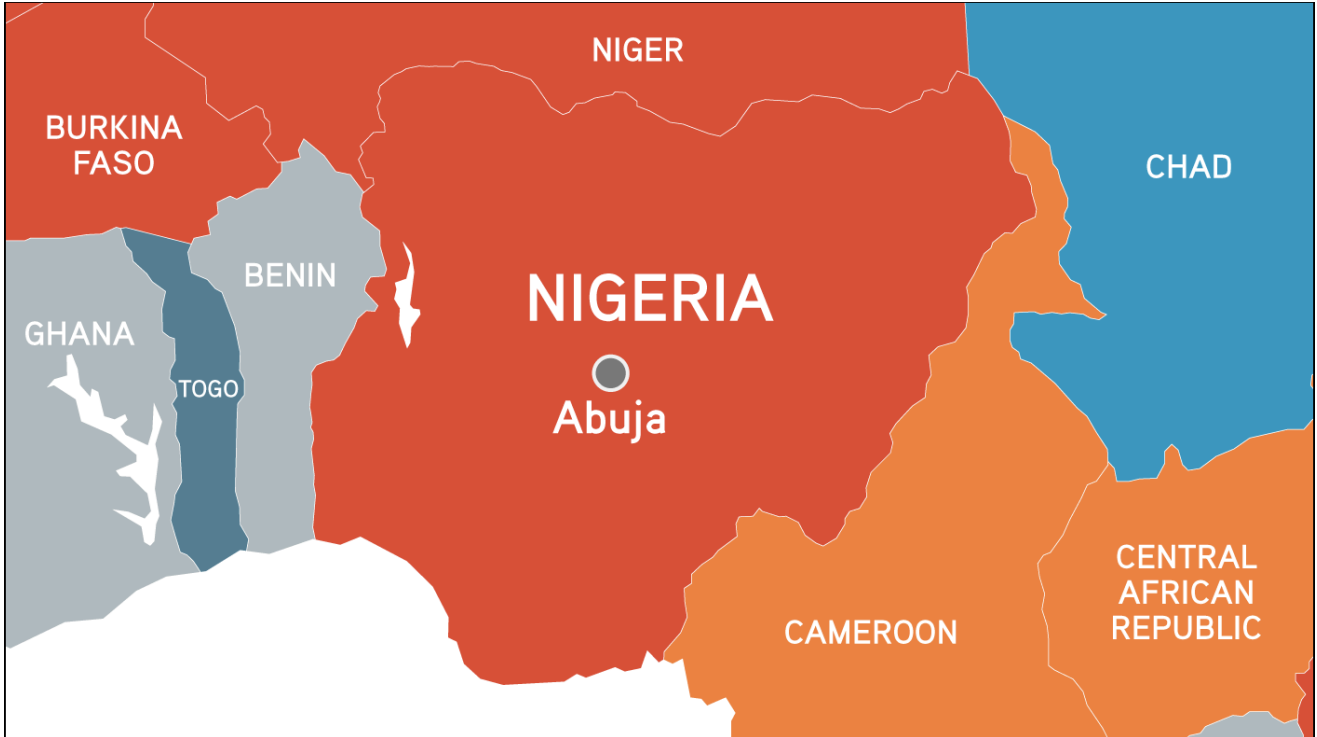 NIGER
BURKINA
FASO
CHAD
BENIN
NIGERIA
GHANA
TOGO
Abuja
CENTRAL
AFRICAN
REPUBLIC
CAMEROON